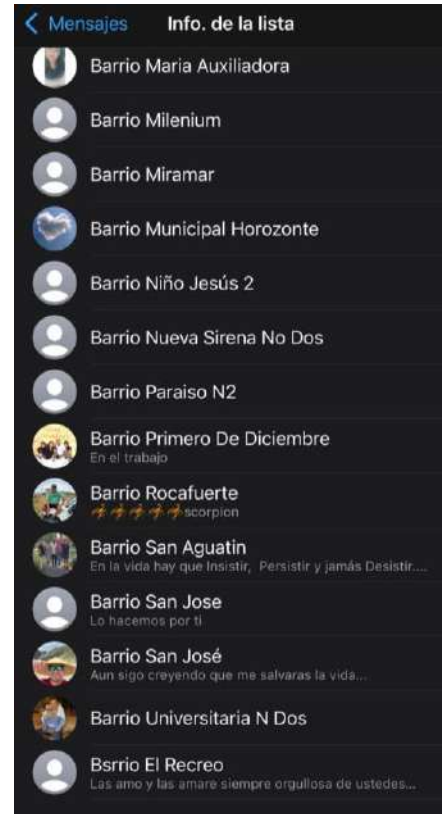 Mensajes Info. de la lista
Barrio Maria Auxiliadora
Barrio Milenium
Barrio Miramar
Barrio Municipal Horozonte
Barrio Niño Jesús 2
Barrio Nueva Sirena No Dos
Barrio Paraiso N2
Barrio Primero De Diciembre
En el trabajo
Barrio Rocafuerte
🦂🦂🦂🦂🦂scorpion
Barrio San Aguatin
En la vida hay que Insistir, Persistir y jamás Desistir....
Barrio San Jose
Lo hacemos por ti
Barrio San José
Aun sigo creyendo que me salvaras la vida...
Barrio Universitaria N Dos
Bsrrio El Recreo
Las amo y las amare siempre orgullosa de ustedes...